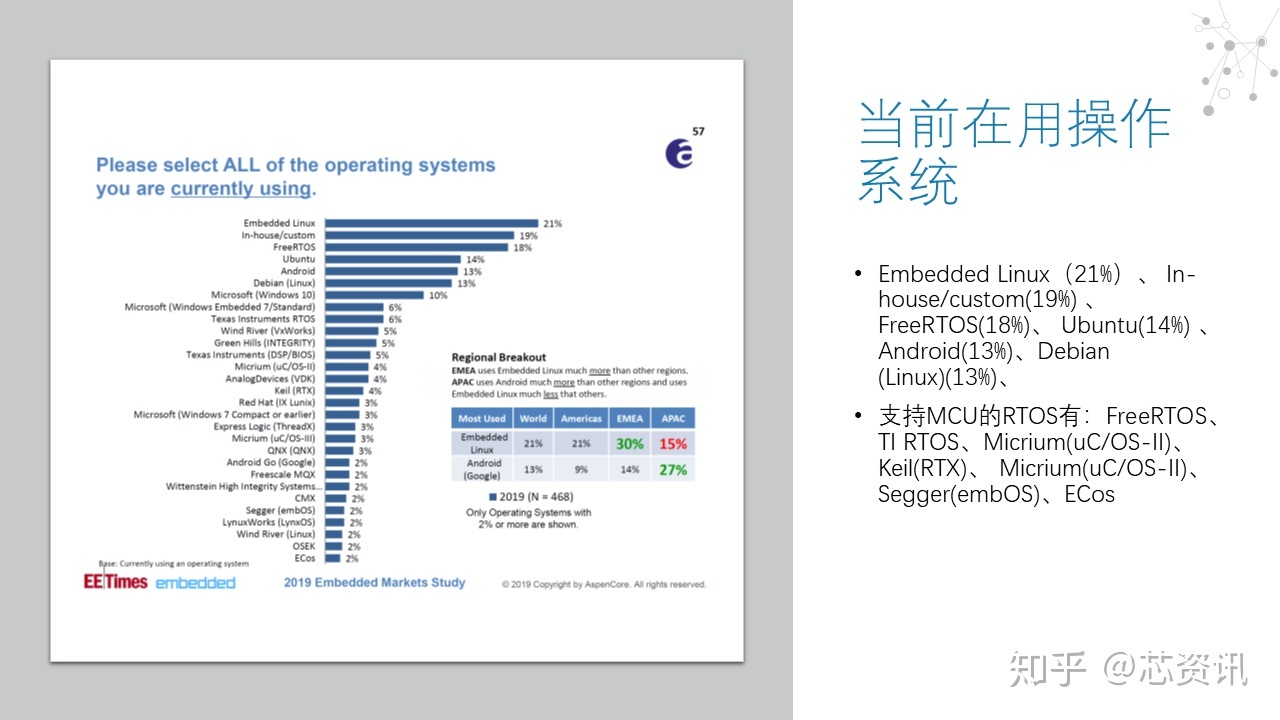 57
Please select ALL of the operating systems
you are currently using.
Embedded Linux 21%
In-house/custom 19%
FreeRTOS 18%
Ubuntu 14%
Android 13%
Debian (Linux) 13%
Microsoft (Windows 10) 10%
Microsoft (Windows Embedded 7/Standard) 6%
Texas Instruments RTOS 6%
Wind River (VxWorks) 5%
Green Hills (INTEGRITY) 5%
Texas Instruments (DSP/BIOS) 5%
Micrium (uC/OS-II) 4%
AnalogDevices (VDK) 4%
Keil (RTX) 4%
Red Hat (IX Lunix) 3%
Microsoft (Windows 7 Compact or earlier) 3%
Express Logic (ThreadX) 3%
Micrium (uC/OS-III) 3%
QNX (QNX) 3%
Android Go (Google) 2%
Freescale MQX 2%
Wittenstein High Integrity Systems... 2%
CMX 2%
Segger (embOS) 2%
LynuxWorks (LynxOS) 2%
Wind River (Linux) 2%
OSEK 2%
ECos 2%
Regional Breakout
EMEA uses Embedded Linux much more than other regions.
APAC uses Android much more than other regions and uses
Embedded Linux much less that others.
Most Used World Americas EMEA APAC
Embedded Linux 21% 21% 30% 15%
Android (Google) 13% 9% 14% 27%
2019 (N = 468)
Only Operating Systems with
2% or more are shown.
Base: Currently using an operating system
EETimes embedded
2019 Embedded Markets Study
© 2019 Copyright by AspenCore. All rights reserved.
当前在用操作
系统
• Embedded Linux（21%）、 In-
house/custom(19%) 、
FreeRTOS(18%)、 Ubuntu(14%) 、
Android(13%)、Debian
(Linux)(13%)、
• 支持MCU的RTOS有：FreeRTOS、
TI RTOS、Micrium(uC/OS-II)、
Keil(RTX)、 Micrium(uC/OS-II)、
Segger(embOS)、ECos
知乎 @芯资讯